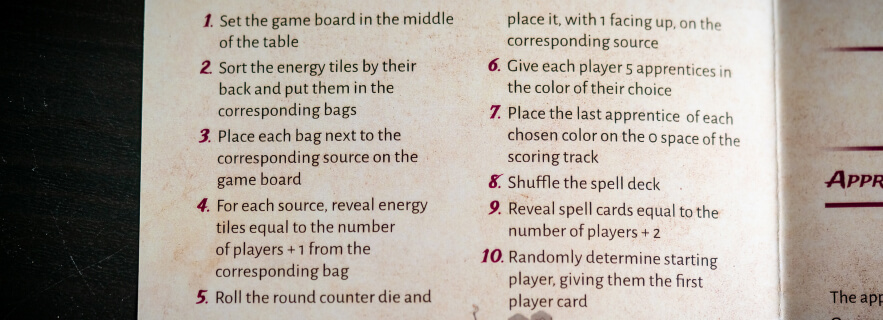 1. Set the game board in the middle
of the table
2. Sort the energy tiles by their
back and put them in the
corresponding bags
3. Place each bag next to the
corresponding source on the
game board
4. For each source, reveal energy
tiles equal to the number
of players + 1 from the
corresponding bag
5. Roll the round counter die and
place it, with 1 facing up, on the
corresponding source
6. Give each player 5 apprentices in
the color of their choice
7. Place the last apprentice of each
chosen color on the 0 space of the
scoring track
8. Shuffle the spell deck
9. Reveal spell cards equal to the
number of players + 2
10. Randomly determine starting
player, giving them the first
player card
APPR
The app